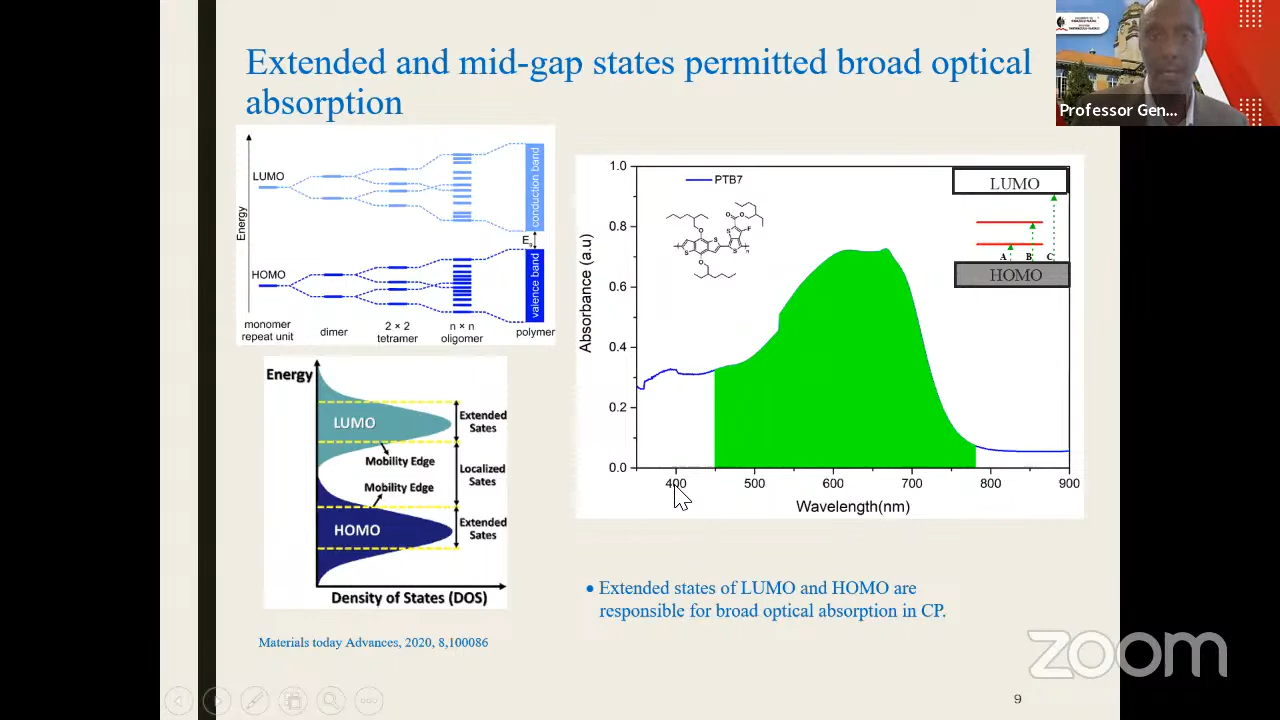 Extended and mid-gap states permitted broad optical
absorption
Professor Gen...
LUMO
HOMO
Energy
conduction band
valence band
monomer
repeat unit
dimer
2 × 2
tetramer
n × n
oligomer
polymer
Energy
LUMO
HOMO
Extended
Sates
Mobility Edge
Localized
Sates
Mobility Edge
Extended
Sates
Density of States (DOS)
PTB7
LUMO
A B C
HOMO
Absorbance (a.u)
1.0
0.8
0.6
0.4
0.2
0.0
400 500 600 700 800 900
Wavelength(nm)
• Extended states of LUMO and HOMO are
responsible for broad optical absorption in CP.
Materials today Advances, 2020, 8,100086
zoom
9